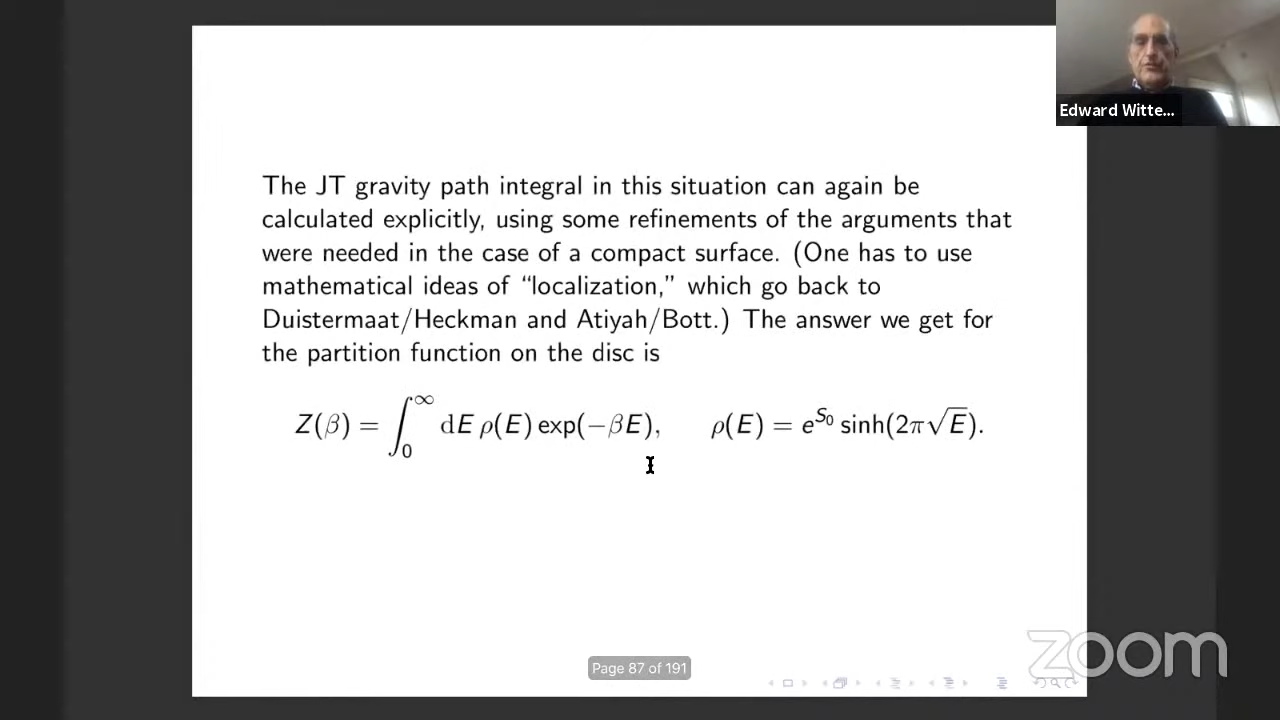 Edward Witte...
The JT gravity path integral in this situation can again be
calculated explicitly, using some refinements of the arguments that
were needed in the case of a compact surface. (One has to use
mathematical ideas of “localization,” which go back to
Duistermaat/Heckman and Atiyah/Bott.) The answer we get for
the partition function on the disc is
Z(β) = ∫₀^∞ dE ρ(E) exp(−βE),   ρ(E) = e^{S₀} sinh(2π√E).
Page 87 of 191
zoom